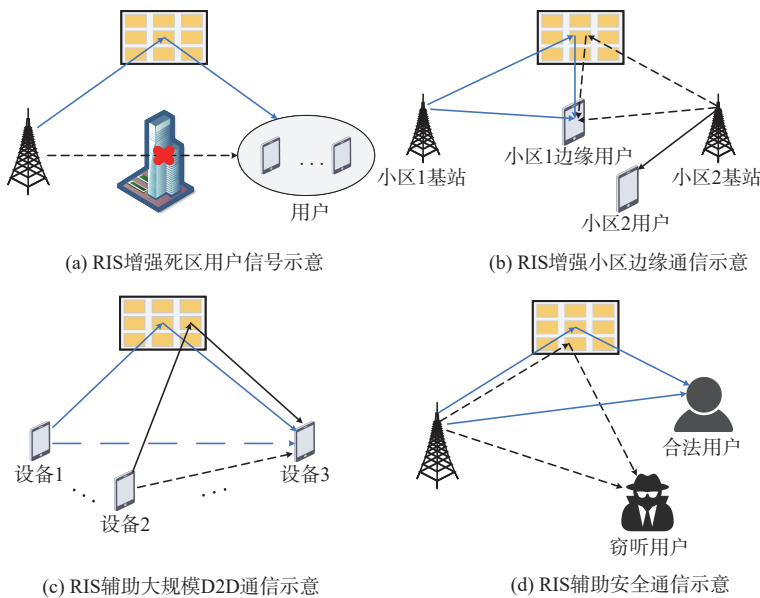 ...
用户
(a) RIS增强死区用户信号示意
小区1边缘用户
小区1基站
小区2基站
小区2用户
(b) RIS增强小区边缘通信示意
设备1
设备3
...
...
设备2
(c) RIS辅助大规模D2D通信示意
合法用户
窃听用户
(d) RIS辅助安全通信示意